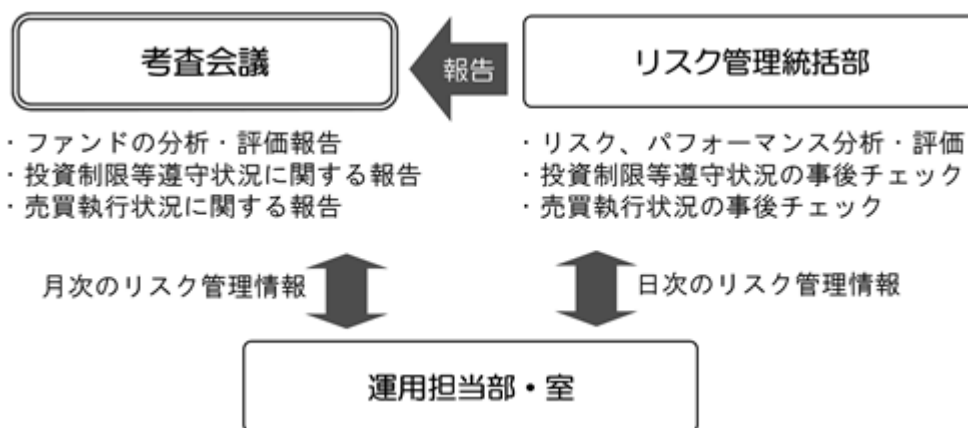 考査会議
報告
リスク管理統括部
・ファンドの分析・評価報告
・投資制限等遵守状況に関する報告
・売買執行状況に関する報告
・リスク、パフォーマンス分析・評価
・投資制限等遵守状況の事後チェック
・売買執行状況の事後チェック
月次のリスク管理情報
日次のリスク管理情報
運用担当部・室